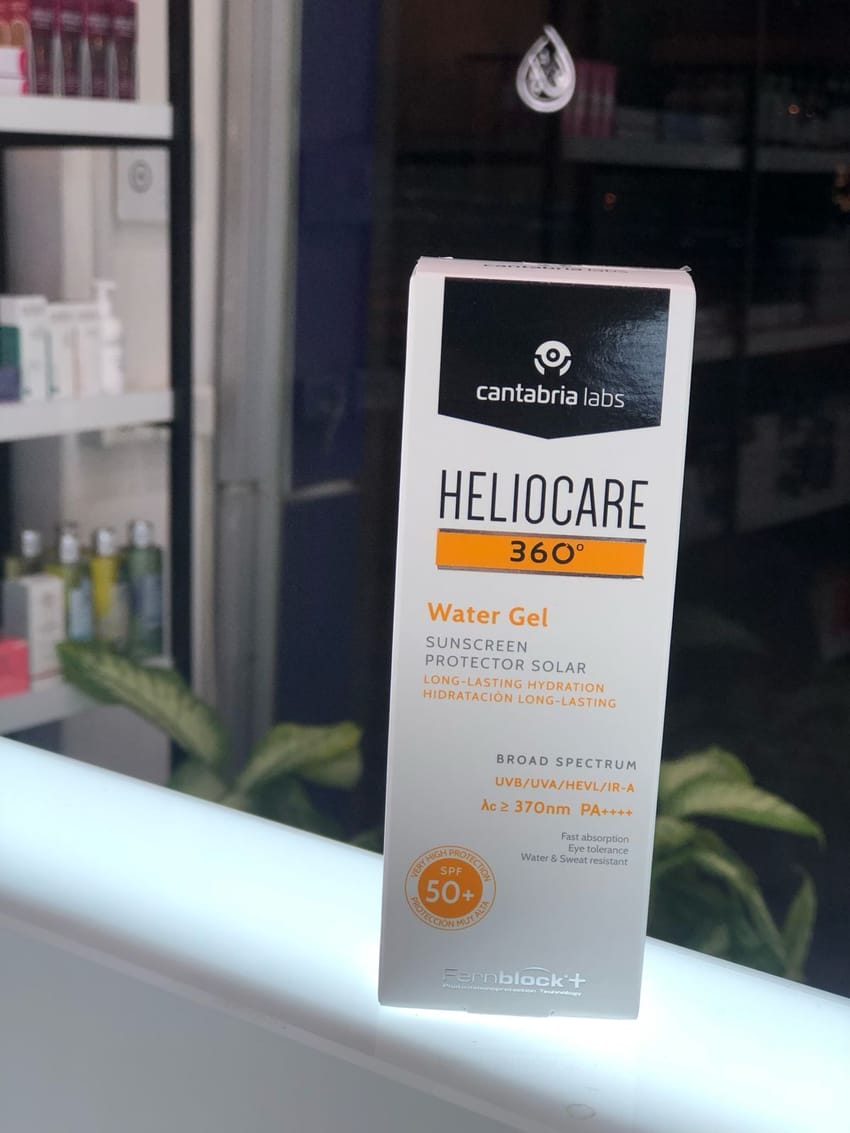 cantabria labs
cantabria labs
HELIOCARE
360°
Water Gel
SUNSCREEN
PROTECTOR SOLAR
LONG-LASTING HYDRATION
HIDRATACIÓN LONG-LASTING
BROAD SPECTRUM
UVB/UVA/HEVL/IR-A
λc ≥ 370nm PA++++
Fast absorption
Eye tolerance
Water & Sweat resistant
VERY HIGH PROTECTION
SPF
50+
PROTECCIÓN MUY ALTA
Fernblock®+
Photoimmunoprotection Technology